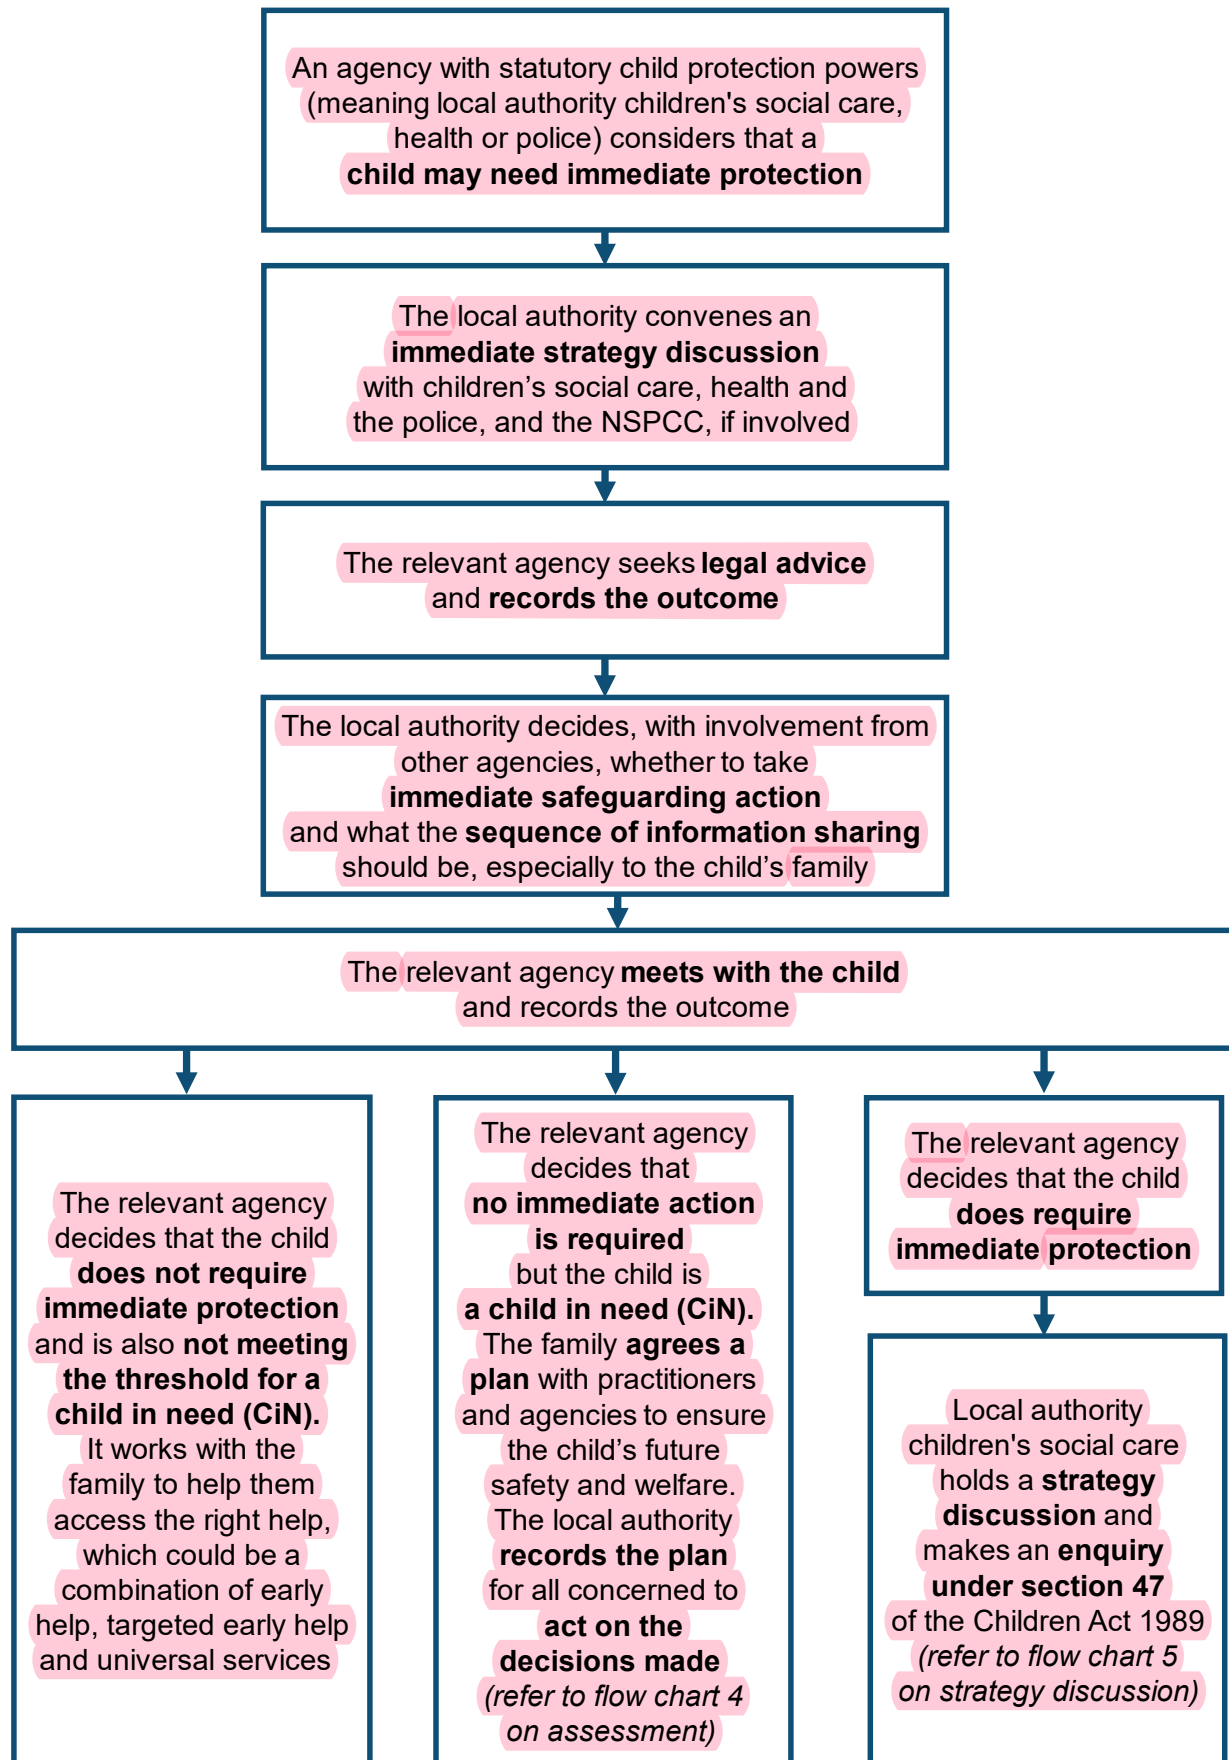 An agency with statutory child protection powers
(meaning local authority children's social care,
health or police) considers that a
child may need immediate protection
The local authority convenes an
immediate strategy discussion
with children’s social care, health and
the police, and the NSPCC, if involved
The relevant agency seeks legal advice
and records the outcome
The local authority decides, with involvement from
other agencies, whether to take
immediate safeguarding action
and what the sequence of information sharing
should be, especially to the child’s family
The relevant agency meets with the child
and records the outcome
The relevant agency
decides that the child
does not require
immediate protection
and is also not meeting
the threshold for a
child in need (CiN).
It works with the
family to help them
access the right help,
which could be a
combination of early
help, targeted early help
and universal services
The relevant agency
decides that
no immediate action
is required
but the child is
a child in need (CiN).
The family agrees a
plan with practitioners
and agencies to ensure
the child’s future
safety and welfare.
The local authority
records the plan
for all concerned to
act on the
decisions made
(refer to flow chart 4
on assessment)
The relevant agency
decides that the child
does require
immediate protection
Local authority
children's social care
holds a strategy
discussion and
makes an enquiry
under section 47
of the Children Act 1989
(refer to flow chart 5
on strategy discussion)